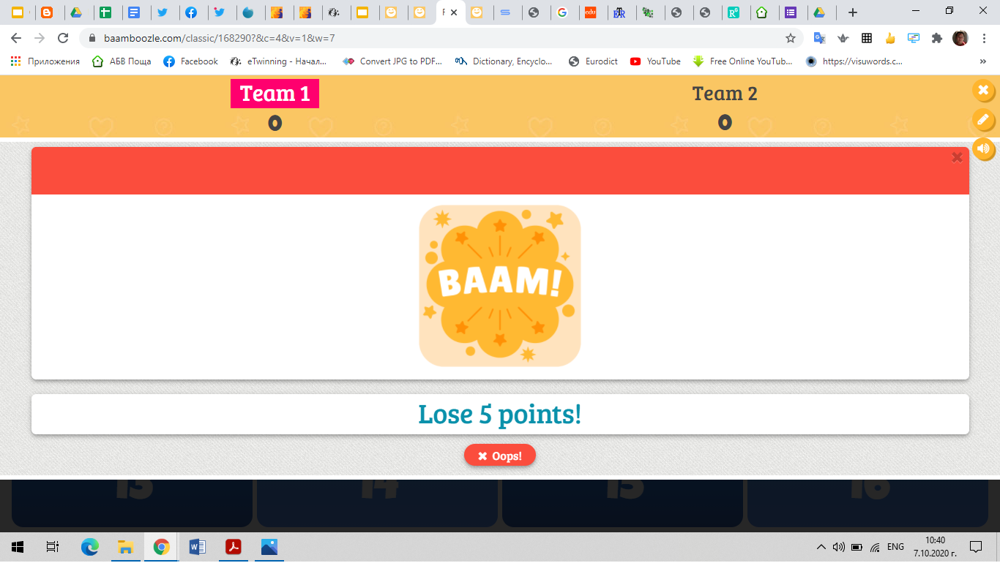 F
baamboozle.com/classic/168290?&c=4&v=1&w=7
Приложения АБВ Поща Facebook eTwinning - Начал... Convert JPG to PDF... Dictionary, Encyclo... Eurodict YouTube Free Online YouTub... https://visuwords.c... »
Team 1 Team 2
0 0
BAAM!
Lose 5 points!
Oops!
13 14 15 16
ENG
10:40
7.10.2020 г.